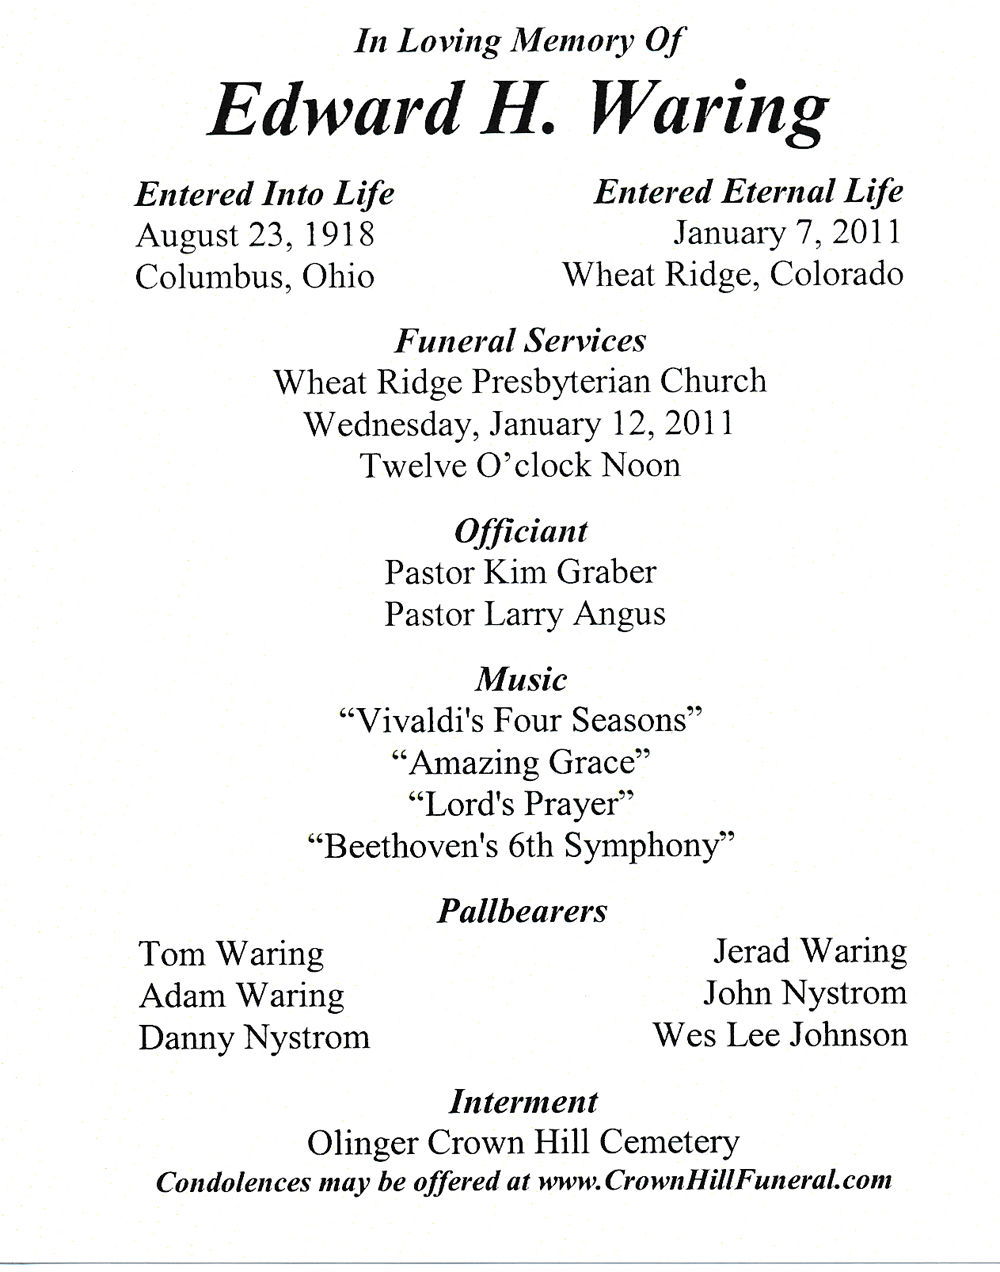 In Loving Memory Of
Edward H. Waring
Entered Into Life
August 23, 1918
Columbus, Ohio
Entered Eternal Life
January 7, 2011
Wheat Ridge, Colorado
Funeral Services
Wheat Ridge Presbyterian Church
Wednesday, January 12, 2011
Twelve O’clock Noon
Officiant
Pastor Kim Graber
Pastor Larry Angus
Music
“Vivaldi's Four Seasons”
“Amazing Grace”
“Lord's Prayer”
“Beethoven's 6th Symphony”
Pallbearers
Tom Waring
Adam Waring
Danny Nystrom
Jerad Waring
John Nystrom
Wes Lee Johnson
Interment
Olinger Crown Hill Cemetery
Condolences may be offered at www.CrownHillFuneral.com